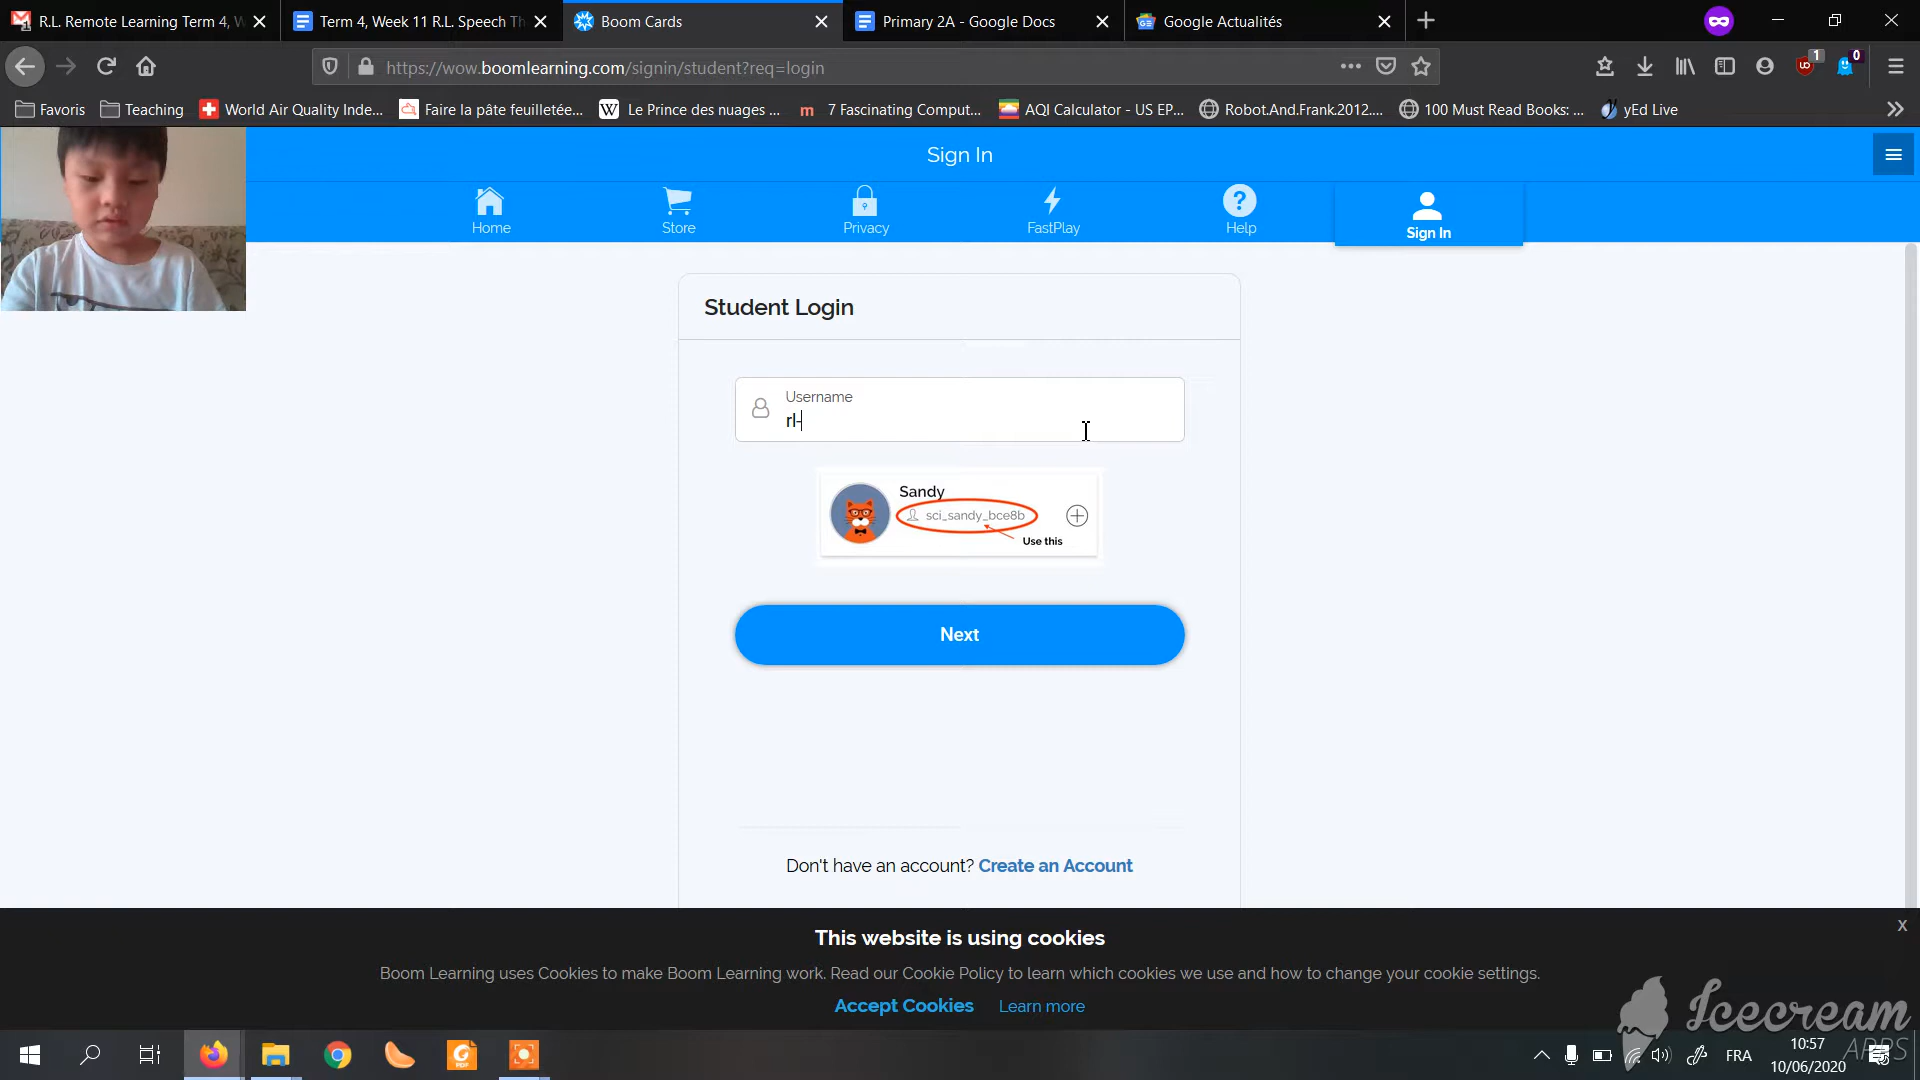 R.L. Remote Learning Term 4, W
Term 4, Week 11 R.L. Speech Th
Boom Cards
Primary 2A - Google Docs
Google Actualités
https://wow.boomlearning.com/signin/student?req=login
1
0
Favoris
Teaching
World Air Quality Inde...
Faire la pâte feuilletée...
Le Prince des nuages ...
7 Fascinating Comput...
AQI Calculator - US EP...
Robot.And.Frank.2012....
100 Must Read Books: ...
yEd Live
Sign In
Home
Store
Privacy
FastPlay
Help
Sign In
Student Login
Username
rl-
Sandy
sci_sandy_bce8b
Use this
Next
Don't have an account? Create an Account
This website is using cookies
x
Boom Learning uses Cookies to make Boom Learning work. Read our Cookie Policy to learn which cookies we use and how to change your cookie settings.
Accept Cookies
Learn more
Icecream
APPS
FRA
10:57
10/06/2020